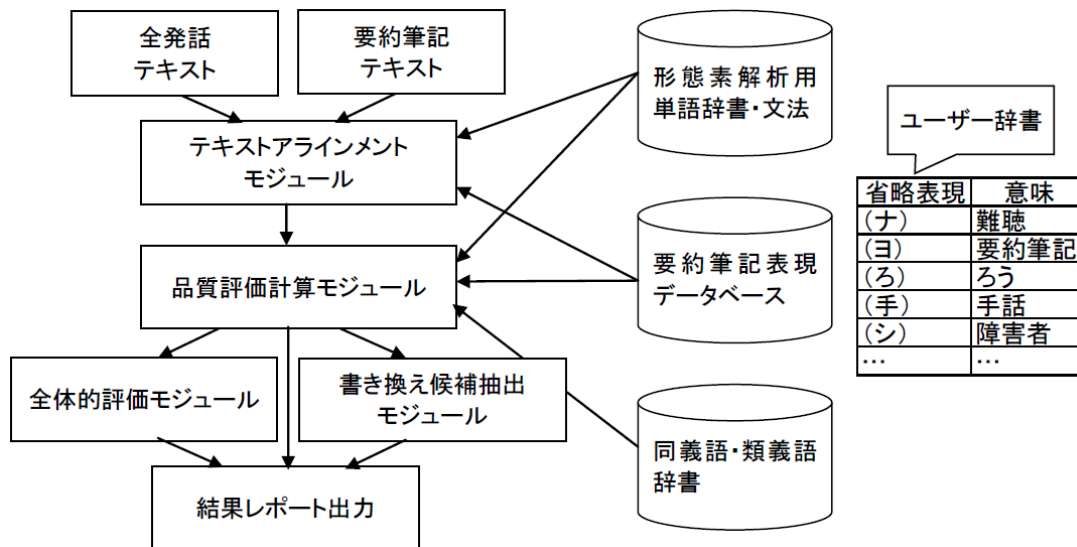 全発話
テキスト
要約筆記
テキスト
テキストアラインメント
モジュール
品質評価計算モジュール
全体的評価モジュール
書き換え候補抽出
モジュール
結果レポート出力
形態素解析用
単語辞書・文法
要約筆記表現
データベース
同義語・類義語
辞書
ユーザー辞書
省略表現 意味
(ナ) 難聴
(ヨ) 要約筆記
(ろ) ろう
(手) 手話
(シ) 障害者
… …